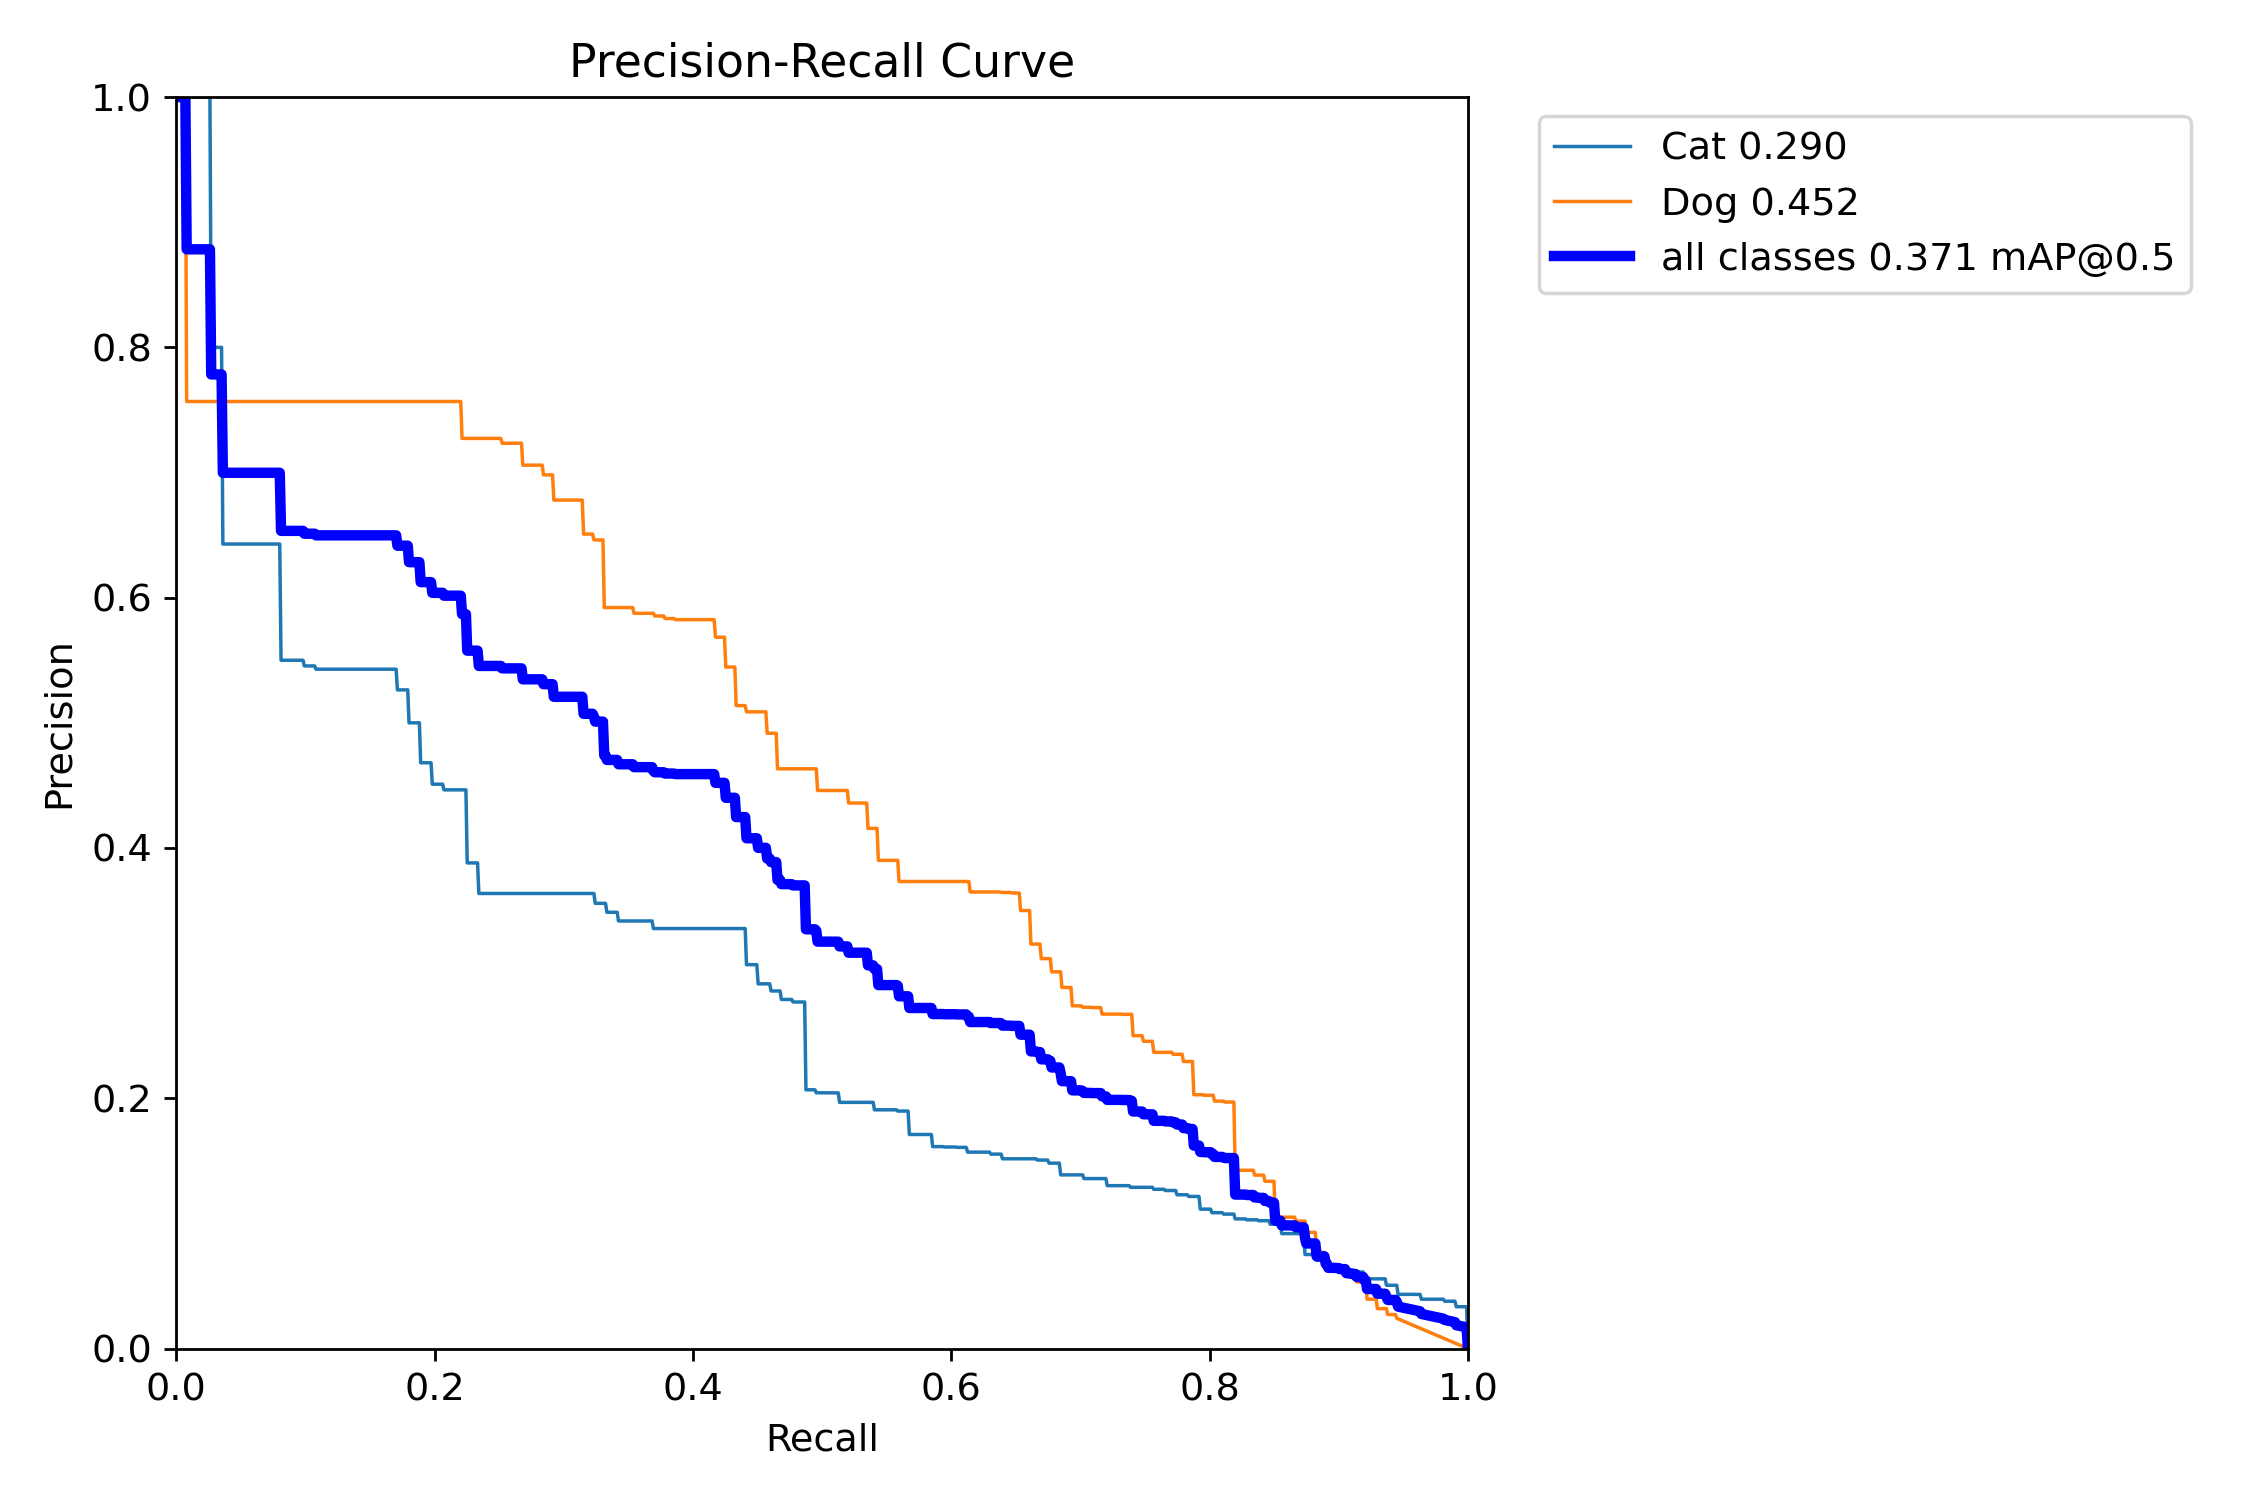 Precision-Recall Curve
1.0
0.8
0.6
0.4
0.2
0.0
Precision
0.0 0.2 0.4 0.6 0.8 1.0
Recall
Cat 0.290
Dog 0.452
all classes 0.371 mAP@0.5